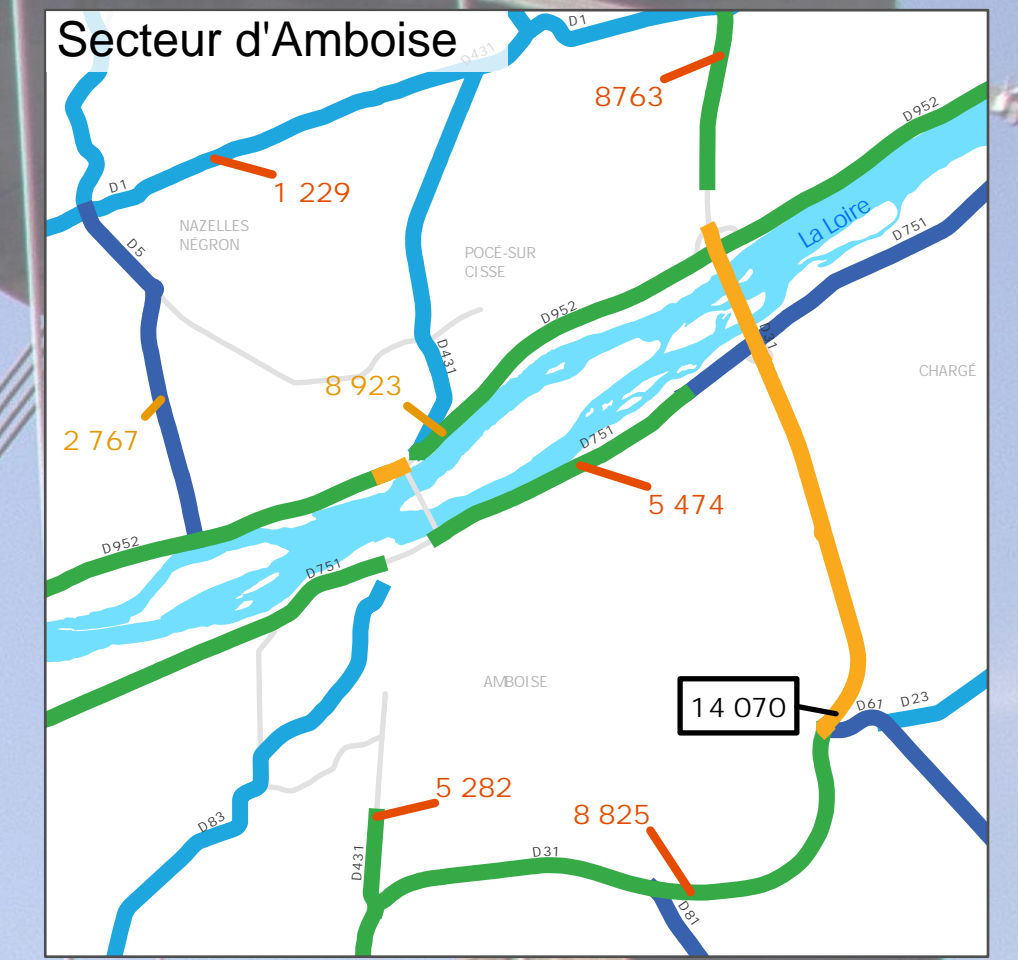 Secteur d'Amboise
D431
D1
8763
D952
D1
1 229
La Loire
NAZELLES
NÉGRON
D5
POCÉ-SUR
CISSE
D751
D952
D31
D431
CHARGÉ
8 923
2 767
D751
5 474
D952
D751
AMBOISE
14 070
D61
D23
5 282
8 825
D83
D431
D31
D81